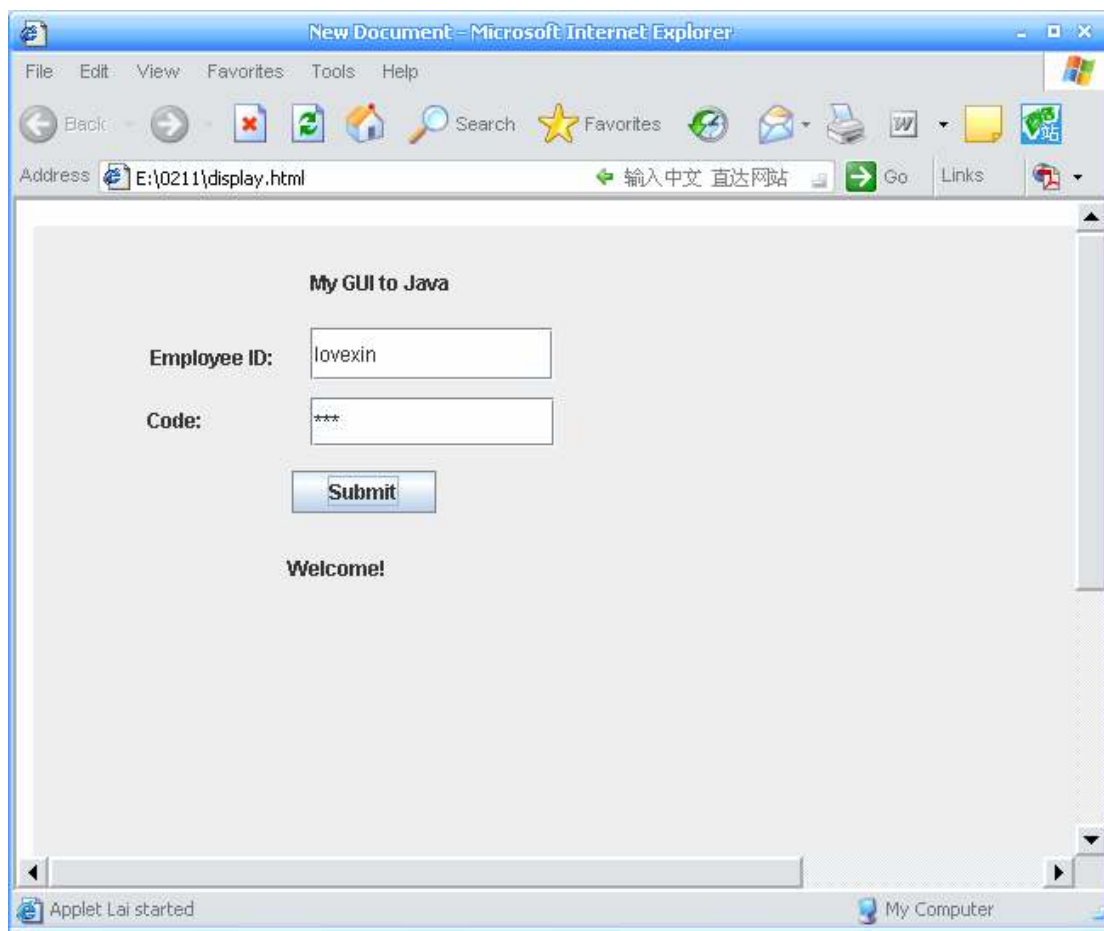 New Document - Microsoft Internet Explorer
File Edit View Favorites Tools Help
Back Search Favorites W 站
Address E:\0211\display.html 输入中文 直达网站 Go Links
My GUI to Java
Employee ID: lovexin
Code: ***
Submit
Welcome!
Applet Lai started My Computer